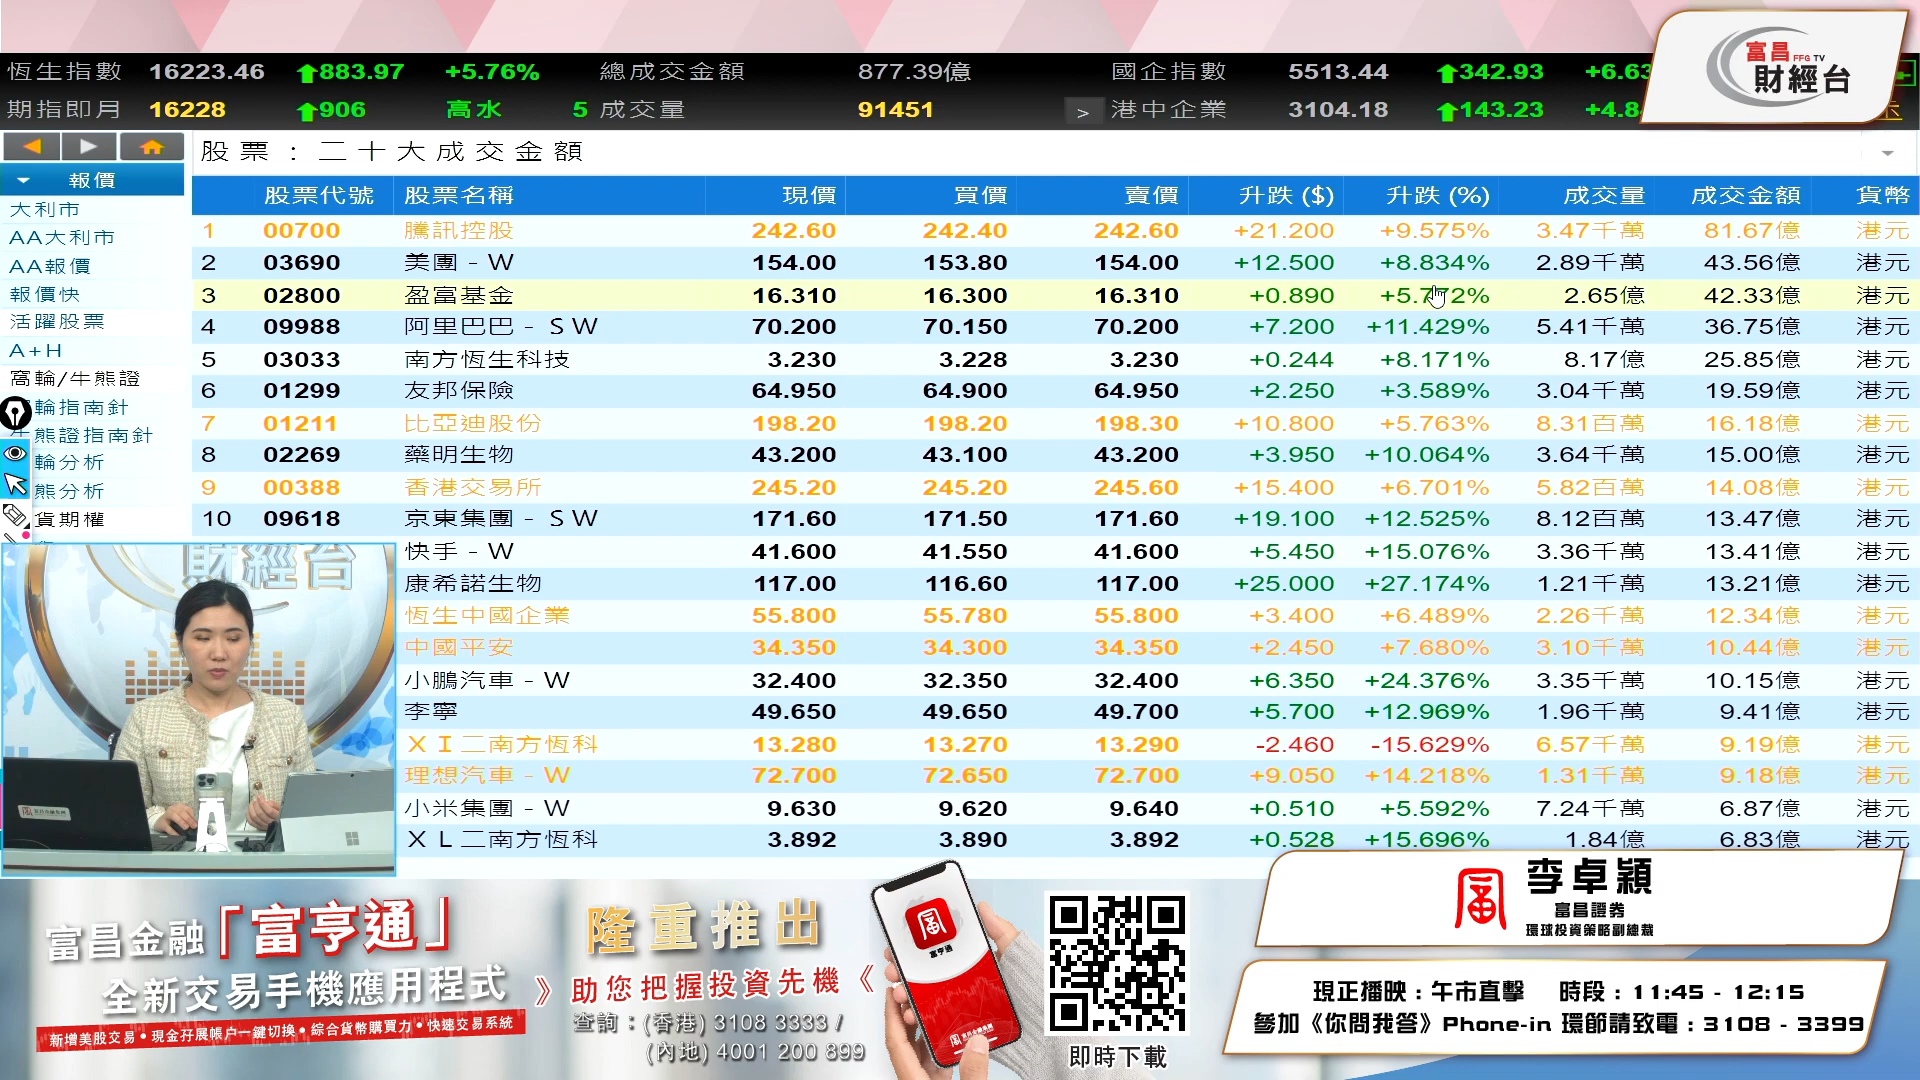 恆生指數 16223.46 883.97 +5.76% 總成交金額 877.39億 國企指數 5513.44 342.93
期指即月 16228 906 高水 5 成交量 91451 > 港中企業 3104.18 143.23
富昌 FFG TV
財經台
股票：二十大成交金額
報價
大利市
AA大利市
AA報價
報價快
活躍股票
A+H
窩輪/牛熊證
輪指南針
牛熊證指南針
輪分析
熊分析
貨期權
股票代號 股票名稱 現價 買價 賣價 升跌 ($) 升跌 (%) 成交量 成交金額 貨幣
1 00700 騰訊控股 242.60 242.40 242.60 +21.200 +9.575% 3.47千萬 81.67億 港元
2 03690 美團－W 154.00 153.80 154.00 +12.500 +8.834% 2.89千萬 43.56億 港元
3 02800 盈富基金 16.310 16.300 16.310 +0.890 2.65億 42.33億 港元
4 09988 阿里巴巴－ＳＷ 70.200 70.150 70.200 +7.200 +11.429% 5.41千萬 36.75億 港元
5 03033 南方恆生科技 3.230 3.228 3.230 +0.244 +8.171% 8.17億 25.85億 港元
6 01299 友邦保險 64.950 64.900 64.950 +2.250 +3.589% 3.04千萬 19.59億 港元
7 01211 比亞迪股份 198.20 198.20 198.30 +10.800 +5.763% 8.31百萬 16.18億 港元
8 02269 藥明生物 43.200 43.100 43.200 +3.950 +10.064% 3.64千萬 15.00億 港元
9 00388 香港交易所 245.20 245.20 245.60 +15.400 +6.701% 5.82百萬 14.08億 港元
10 09618 京東集團－ＳＷ 171.60 171.50 171.60 +19.100 +12.525% 8.12百萬 13.47億 港元
快手－W 41.600 41.550 41.600 +5.450 +15.076% 3.36千萬 13.41億 港元
康希諾生物 117.00 116.60 117.00 +25.000 +27.174% 1.21千萬 13.21億 港元
恆生中國企業 55.800 55.780 55.800 +3.400 +6.489% 2.26千萬 12.34億 港元
中國平安 34.350 34.300 34.350 +2.450 +7.680% 3.10千萬 10.44億 港元
小鵬汽車－W 32.400 32.350 32.400 +6.350 +24.376% 3.35千萬 10.15億 港元
李寧 49.650 49.650 49.700 +5.700 +12.969% 1.96千萬 9.41億 港元
ＸＩ二南方恆科 13.280 13.270 13.290 -2.460 -15.629% 6.57千萬 9.19億 港元
理想汽車－W 72.700 72.650 72.700 +9.050 +14.218% 1.31千萬 9.18億 港元
小米集團－W 9.630 9.620 9.640 +0.510 +5.592% 7.24千萬 6.87億 港元
ＸＬ二南方恆科 3.892 3.890 3.892 +0.528 +15.696% 1.84億 6.83億 港元
財經台
富昌金融「富亨通」
全新交易手機應用程式
新增美股交易•現金孖展帳户一鍵切換•綜合貨幣購買力•快速交易系統
隆重推出
》助您把握投資先機《
查詢：(香港) 3108 3333 /
(內地) 4001 200 899
富亨通
即時下載
李卓穎
富昌證券
環球投資策略副總裁
現正播映：午市直擊 時段：11:45 - 12:15
參加《你問我答》Phone-in 環節請致電：3108 - 3399